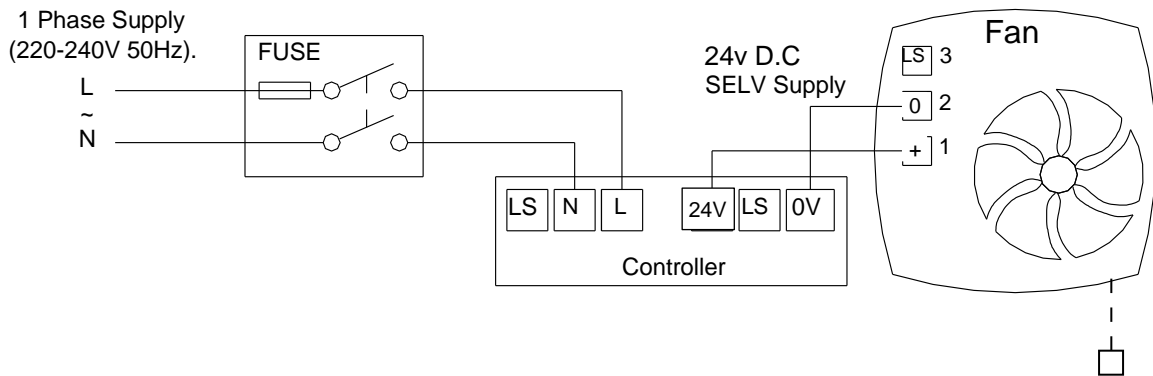 1 Phase Supply
(220-240V 50Hz).
L
~
N
FUSE
24v D.C
SELV Supply
Fan
LS 3
0 2
+ 1
LS N L 24V LS 0V
Controller